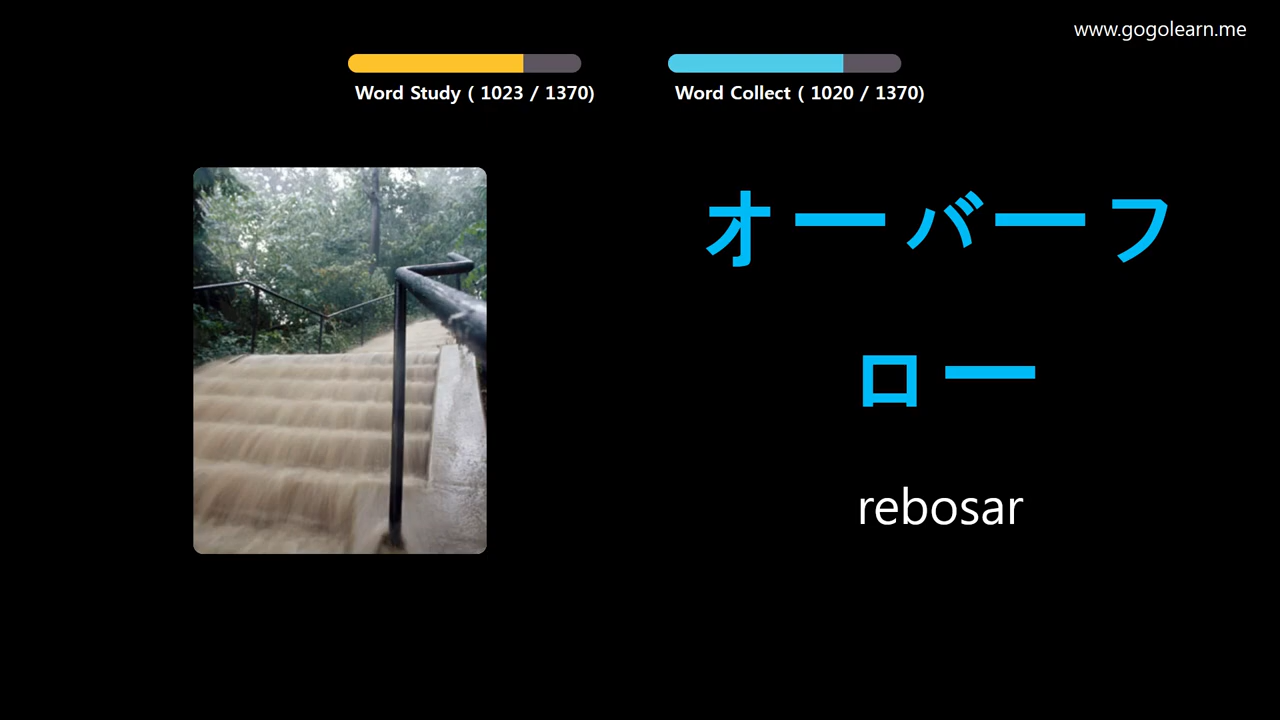 www.gogolearn.me
Word Study ( 1023 / 1370)
Word Collect ( 1020 / 1370)
オーバーフ
ロー
rebosar